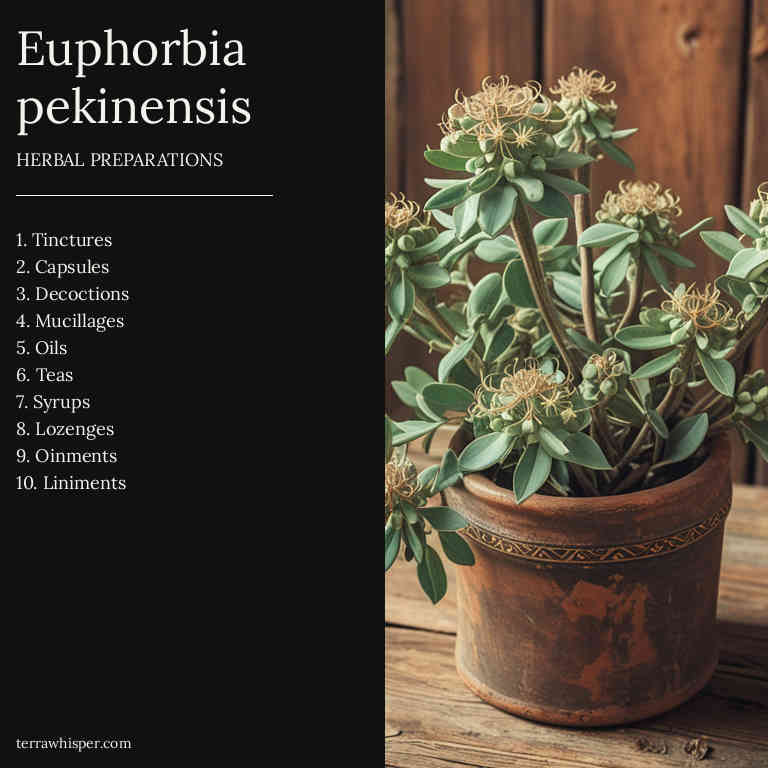 Euphorbia
pekinensis
HERBAL PREPARATIONS
1. Tinctures
2. Capsules
3. Decoctions
4. Mucillages
5. Oils
6. Teas
7. Syrups
8. Lozenges
9. Oinments
10. Liniments
terrawhisper.com